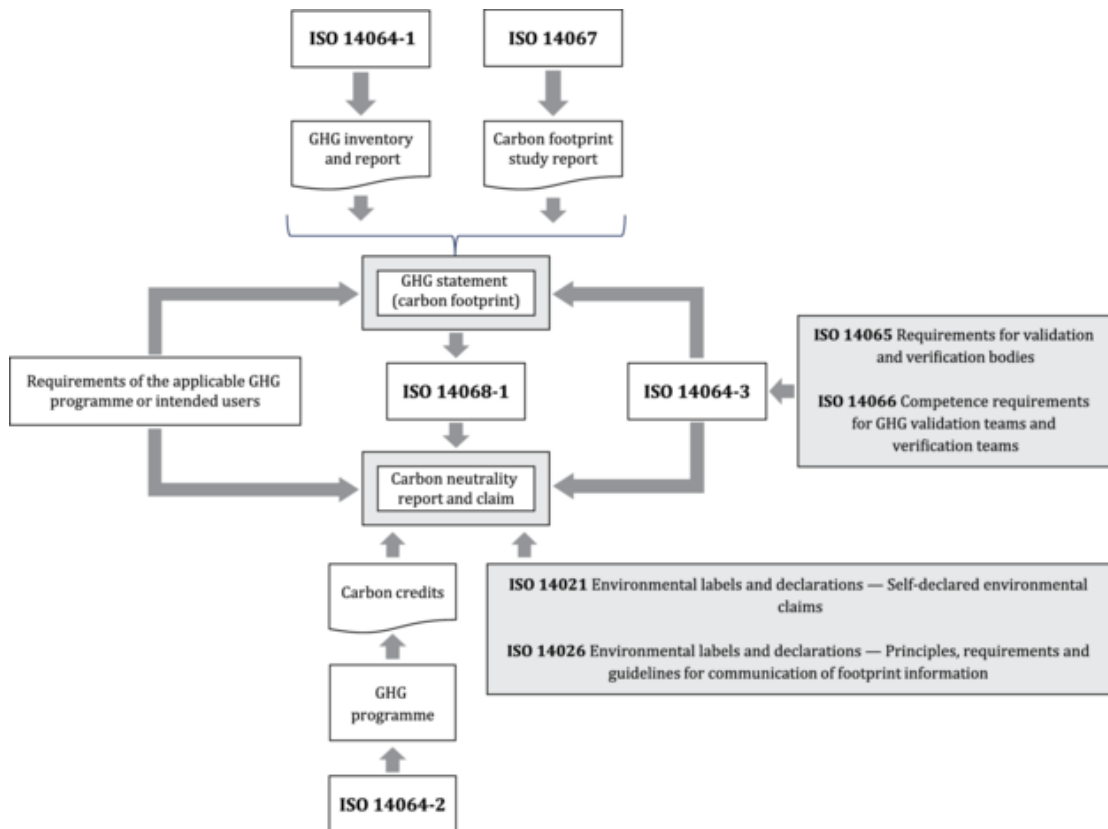 ISO 14064-1
ISO 14067
GHG inventory
and report
Carbon footprint
study report
GHG statement
(carbon footprint)
Requirements of the applicable GHG
programme or intended users
ISO 14068-1
ISO 14064-3
ISO 14065 Requirements for validation
and verification bodies
ISO 14066 Competence requirements
for GHG validation teams and
verification teams
Carbon neutrality
report and claim
Carbon credits
ISO 14021 Environmental labels and declarations — Self-declared environmental
claims
ISO 14026 Environmental labels and declarations — Principles, requirements and
guidelines for communication of footprint information
GHG
programme
ISO 14064-2